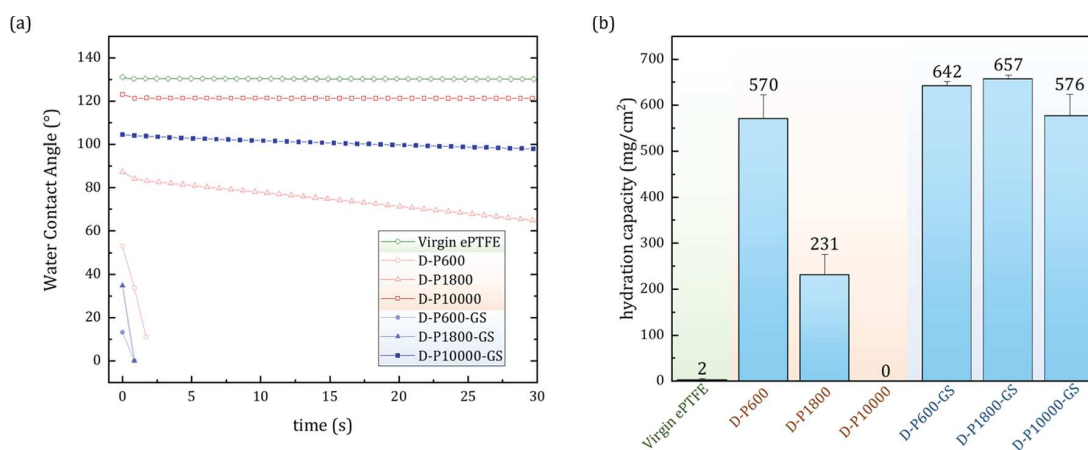 (a)
140
120
100
80
60
40
20
0
Water Contact Angle (°)
0
5
10
15
20
25
30
time (s)
Virgin ePTFE
D-P600
D-P1800
D-P10000
D-P600-GS
D-P1800-GS
D-P10000-GS
(b)
700
600
500
400
300
200
100
0
hydration capacity (mg/cm²)
2
570
231
0
642
657
576
Virgin ePTFE
D-P600
D-P1800
D-P10000
D-P600-GS
D-P1800-GS
D-P10000-GS